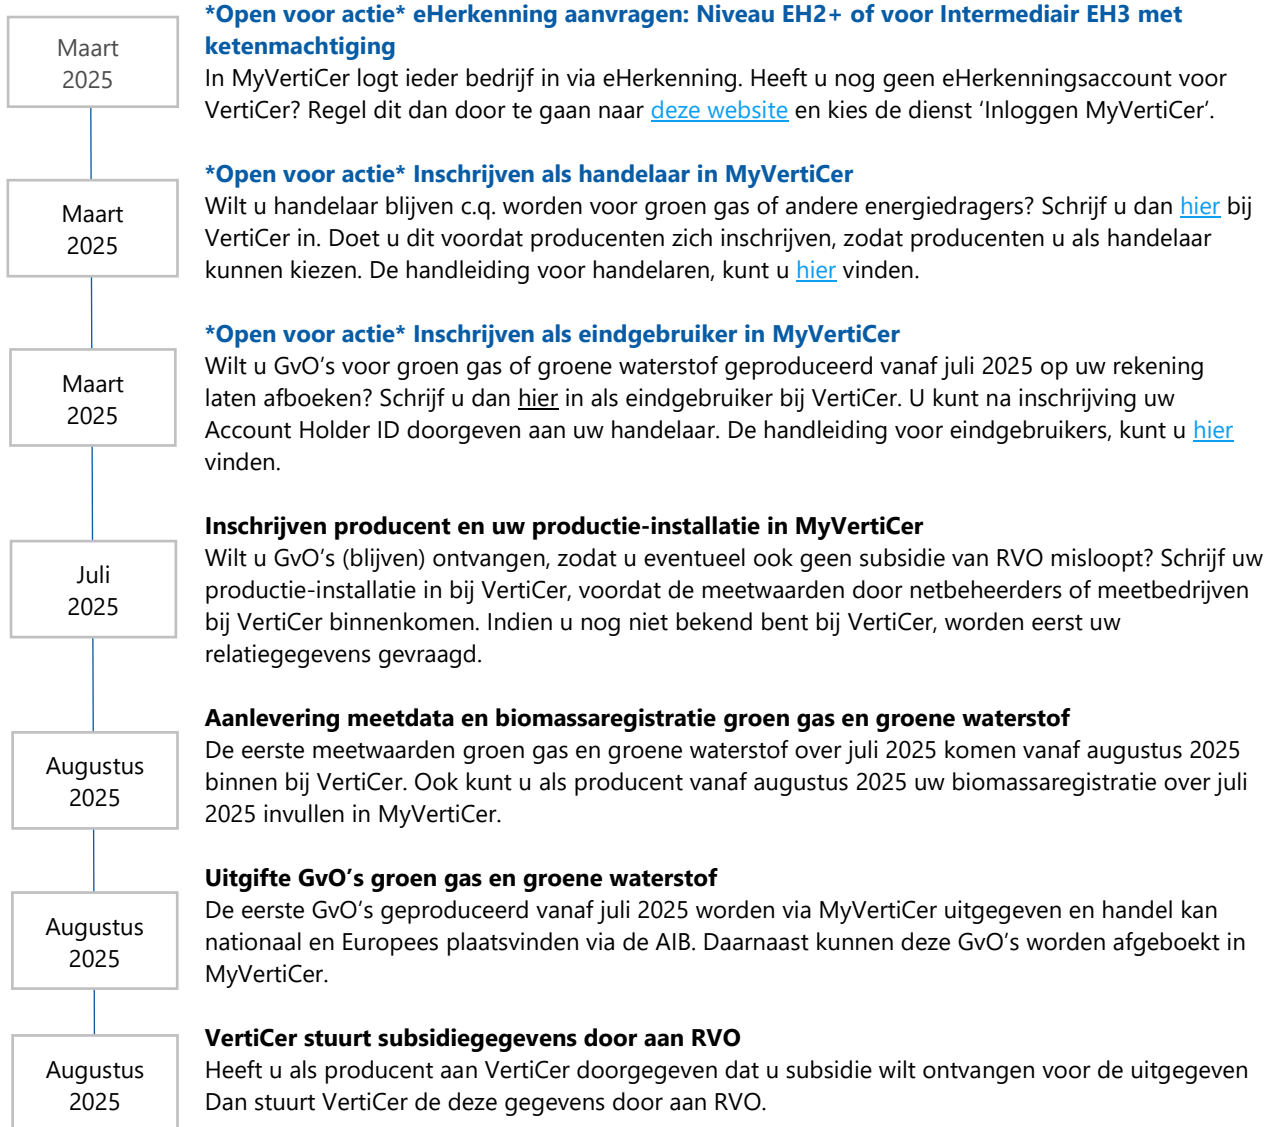 Maart
2025
*Open voor actie* eHerkenning aanvragen: Niveau EH2+ of voor Intermediair EH3 met
ketenmachtiging
In MyVertiCer logt ieder bedrijf in via eHerkenning. Heeft u nog geen eHerkenningsaccount voor
VertiCer? Regel dit dan door te gaan naar deze website en kies de dienst ‘Inloggen MyVertiCer’.
Maart
2025
*Open voor actie* Inschrijven als handelaar in MyVertiCer
Wilt u handelaar blijven c.q. worden voor groen gas of andere energiedragers? Schrijf u dan hier bij
VertiCer in. Doet u dit voordat producenten zich inschrijven, zodat producenten u als handelaar
kunnen kiezen. De handleiding voor handelaren, kunt u hier vinden.
Maart
2025
*Open voor actie* Inschrijven als eindgebruiker in MyVertiCer
Wilt u GvO’s voor groen gas of groene waterstof geproduceerd vanaf juli 2025 op uw rekening
laten afboeken? Schrijf u dan hier in als eindgebruiker bij VertiCer. U kunt na inschrijving uw
Account Holder ID doorgeven aan uw handelaar. De handleiding voor eindgebruikers, kunt u hier
vinden.
Juli
2025
Inschrijven producent en uw productie-installatie in MyVertiCer
Wilt u GvO’s (blijven) ontvangen, zodat u eventueel ook geen subsidie van RVO misloopt? Schrijf uw
productie-installatie in bij VertiCer, voordat de meetwaarden door netbeheerders of meetbedrijven
bij VertiCer binnenkomen. Indien u nog niet bekend bent bij VertiCer, worden eerst uw
relatiegegevens gevraagd.
Augustus
2025
Aanlevering meetdata en biomassaregistratie groen gas en groene waterstof
De eerste meetwaarden groen gas en groene waterstof over juli 2025 komen vanaf augustus 2025
binnen bij VertiCer. Ook kunt u als producent vanaf augustus 2025 uw biomassaregistratie over juli
2025 invullen in MyVertiCer.
Augustus
2025
Uitgifte GvO’s groen gas en groene waterstof
De eerste GvO’s geproduceerd vanaf juli 2025 worden via MyVertiCer uitgegeven en handel kan
nationaal en Europees plaatsvinden via de AIB. Daarnaast kunnen deze GvO’s worden afgeboekt in
MyVertiCer.
Augustus
2025
VertiCer stuurt subsidiegegevens door aan RVO
Heeft u als producent aan VertiCer doorgegeven dat u subsidie wilt ontvangen voor de uitgegeven
Dan stuurt VertiCer de deze gegevens door aan RVO.